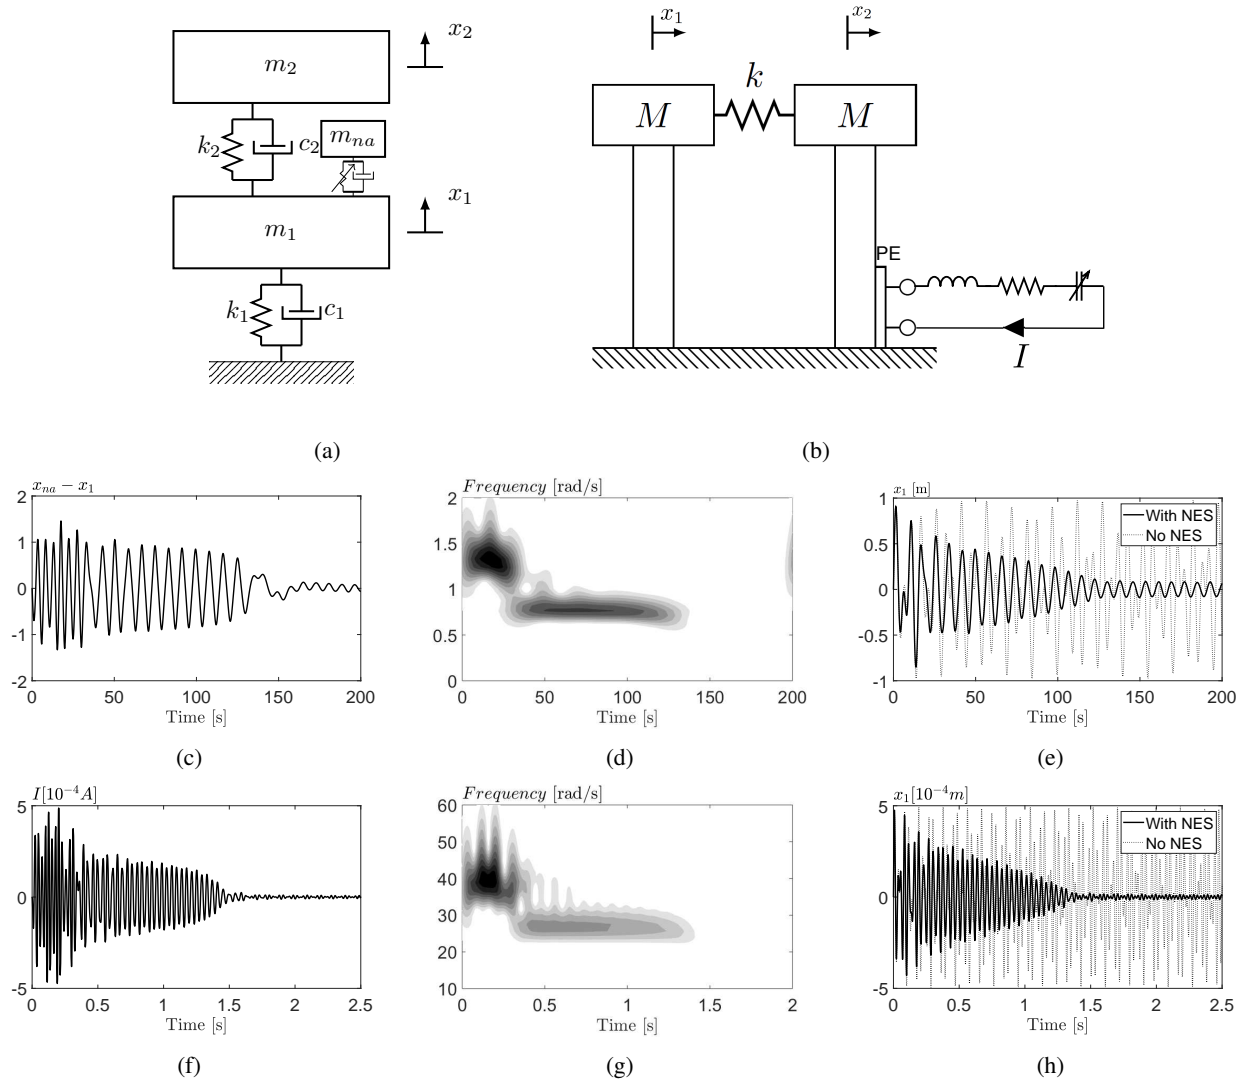 x₂
m₂
k₂ c₂ m_na
x₁
m₁
k₁ c₁
x₁ x₂
k
M M
PE
I
(a) (b)
x_na − x₁
2
1
0
-1
-2
0 50 100 150 200
Time [s]
(c)
Frequency [rad/s]
2
1.5
1
0.5
0
0 50 100 150 200
Time [s]
(d)
x₁ [m]
1
0.5
0
-0.5
-1
With NES
No NES
0 50 100 150 200
Time [s]
(e)
I[10⁻⁴A]
5
0
-5
0 0.5 1 1.5 2 2.5
Time [s]
(f)
Frequency [rad/s]
60
50
40
30
20
10
0 1 1 2
Time [s]
(g)
x₁[10⁻⁴m]
5
0
-5
With NES
No NES
0 0.5 1 1.5 2 2.5
Time [s]
(h)